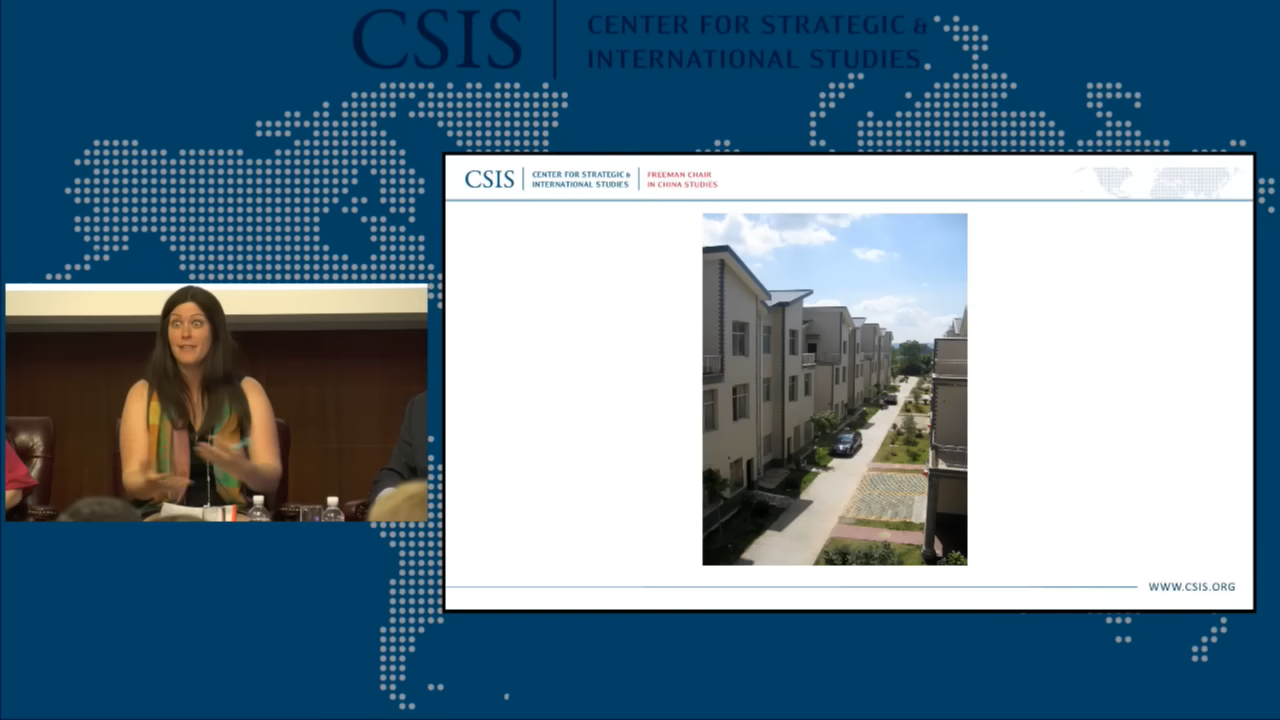 CSIS
CENTER FOR STRATEGIC &
INTERNATIONAL STUDIES
CSIS
CENTER FOR STRATEGIC &
INTERNATIONAL STUDIES
FREEMAN CHAIR
IN CHINA STUDIES
WWW.CSIS.ORG